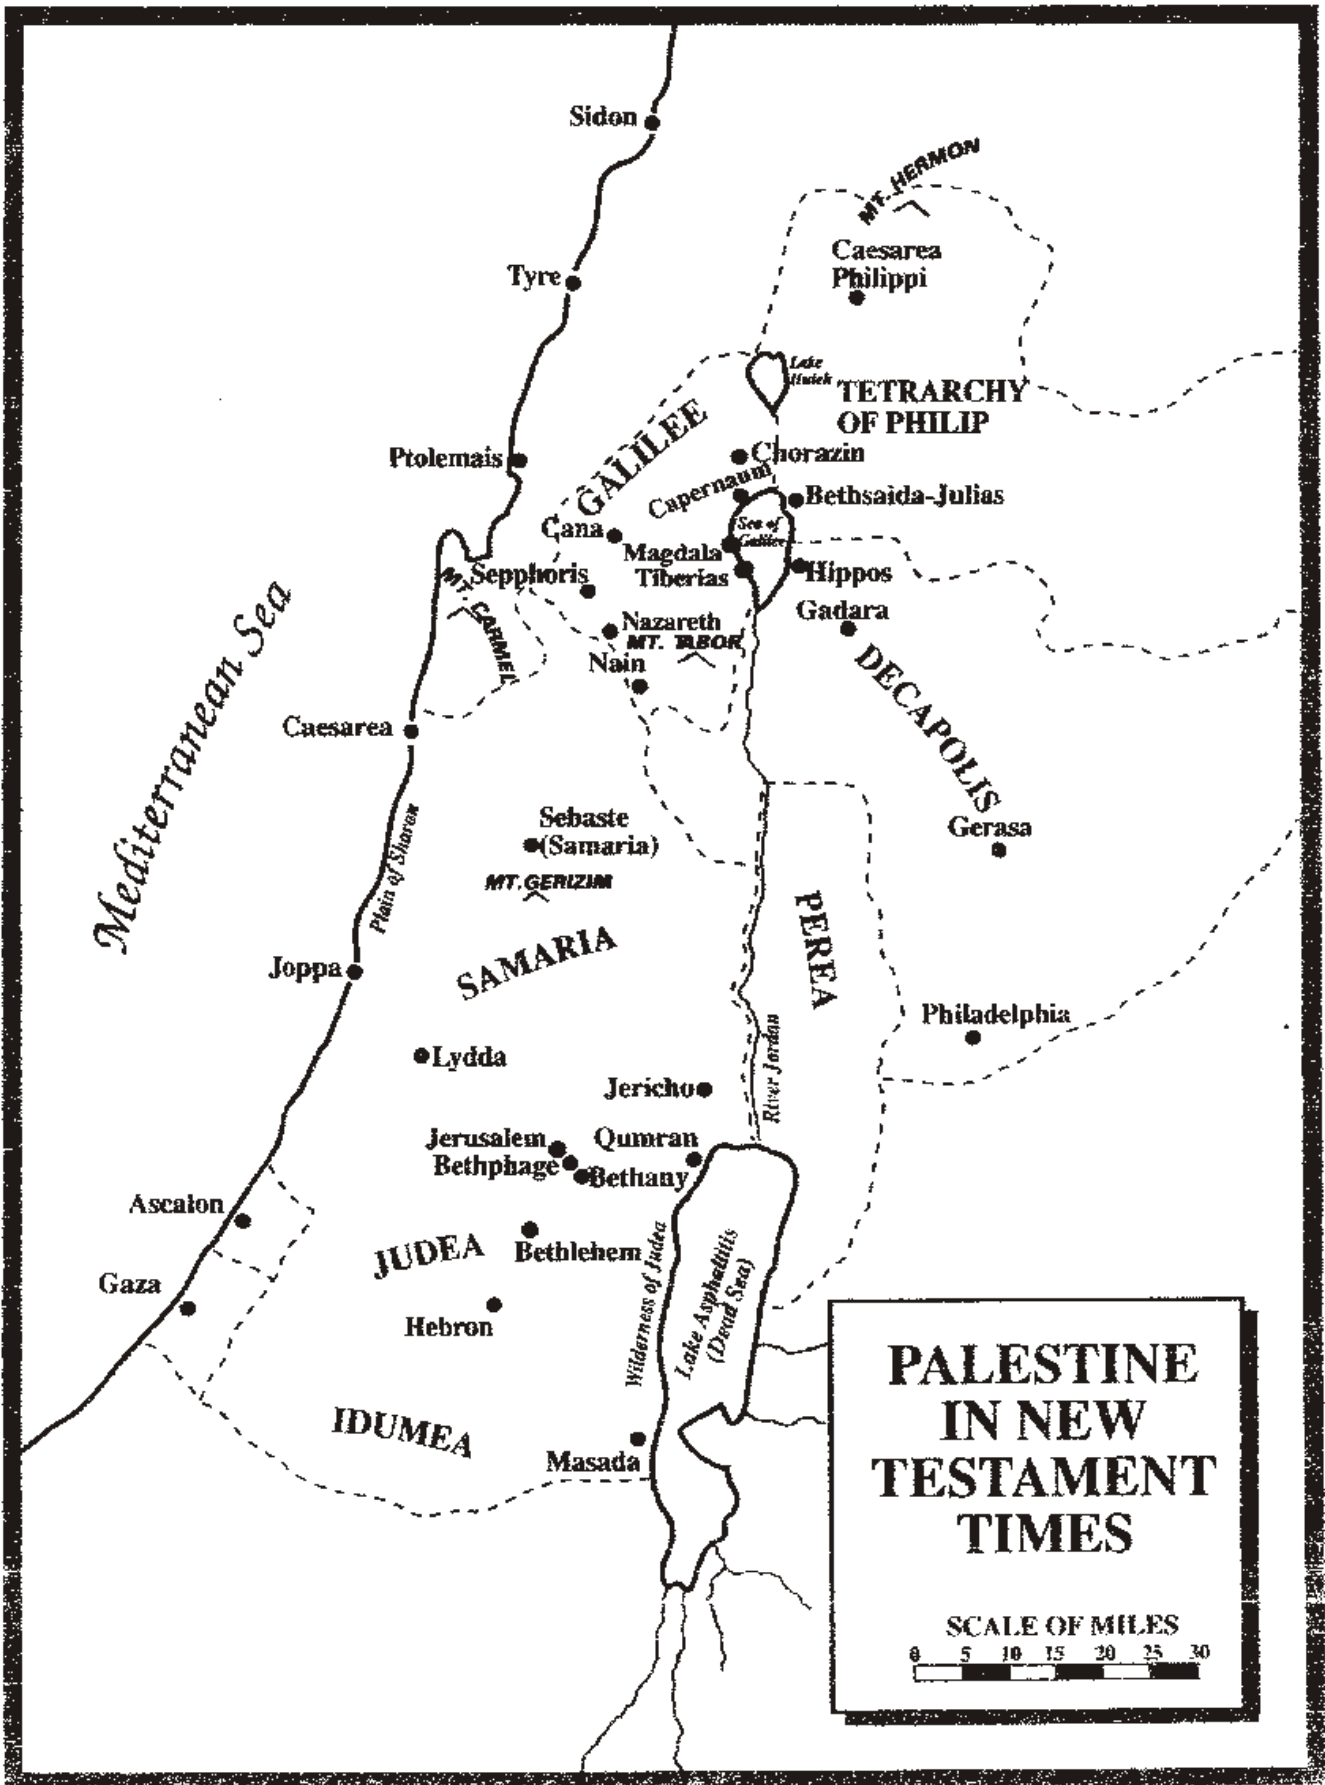 Sidon
MT. HERMON
Caesarea
Philippi
Tyre
Lake
TETRARCHY
OF PHILIP
GALILEE
Ptolemais
Chorazin
Capernaum
Bethsaida-Julias
Cana
Sea of
Galilee
Magdala
Tiberias
Sepphoris
Hippos
MT. CARMEL
Gadara
Nazareth
MT. TABOR
Nain
DECAPOLIS
Mediterranean Sea
Caesarea
Plain of Sharon
Sebaste
(Samaria)
Gerasa
MT. GERIZIM
PEREA
SAMARIA
Joppa
Philadelphia
River Jordan
Lydda
Jericho
Jerusalem
Qumran
Bethphage
Bethany
Ascalon
JUDEA
Bethlehem
Wilderness of Judea
Lake Asphaltitis
(Dead Sea)
Gaza
Hebron
IDUMEA
Masada
PALESTINE
IN NEW
TESTAMENT
TIMES
SCALE OF MILES
0 5 10 15 20 25 30